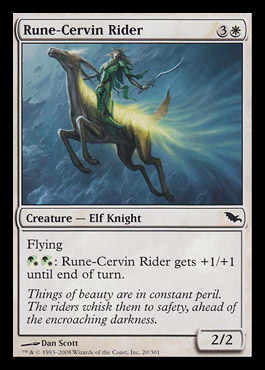 Rune-Cervin Rider 3
Creature — Elf Knight
Flying
: Rune-Cervin Rider gets +1/+1
until end of turn.
Things of beauty are in constant peril.
The riders whisk them to safety, ahead of
the encroaching darkness.
2/2
Dan Scott
™ & © 1993–2008 Wizards of the Coast, Inc. 20/301